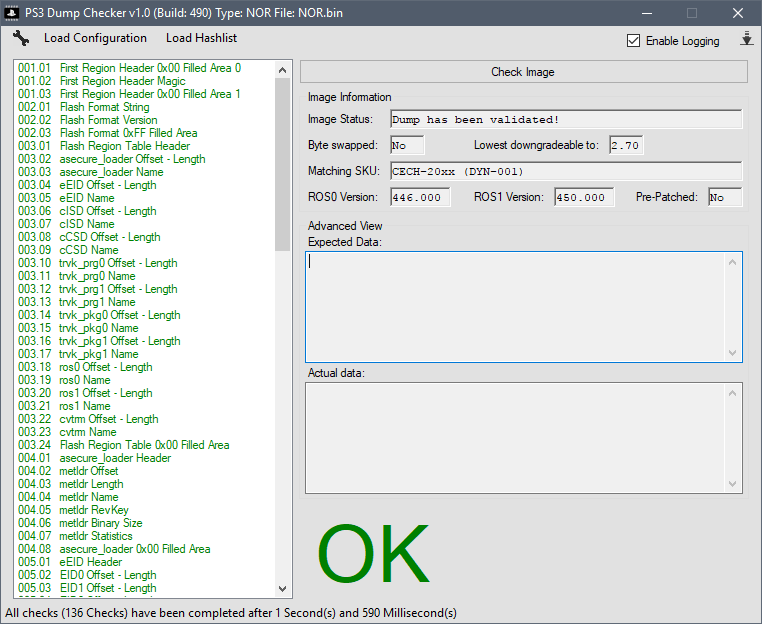 PS3 Dump Checker v1.0 (Build: 490) Type: NOR File: NOR.bin
Load Configuration Load Hashlist
Enable Logging
001.01 First Region Header 0x00 Filled Area 0
001.02 First Region Header Magic
001.03 First Region Header 0x00 Filled Area 1
002.01 Flash Format String
002.02 Flash Format Version
002.03 Flash Format 0xFF Filled Area
003.01 Flash Region Table Header
003.02 asecure_loader Offset - Length
003.03 asecure_loader Name
003.04 eEID Offset - Length
003.05 eEID Name
003.06 cISD Offset - Length
003.07 cISD Name
003.08 cCSD Offset - Length
003.09 cCSD Name
003.10 trvk_prg0 Offset - Length
003.11 trvk_prg0 Name
003.12 trvk_prg1 Offset - Length
003.13 trvk_prg1 Name
003.14 trvk_pkg0 Offset - Length
003.15 trvk_pkg0 Name
003.16 trvk_pkg1 Offset - Length
003.17 trvk_pkg1 Name
003.18 ros0 Offset - Length
003.19 ros0 Name
003.20 ros1 Offset - Length
003.21 ros1 Name
003.22 cvtrm Offset - Length
003.23 cvtrm Name
003.24 Flash Region Table 0x00 Filled Area
004.01 asecure_loader Header
004.02 metldr Offset
004.03 metldr Length
004.04 metldr Name
004.05 metldr RevKey
004.06 metldr Binary Size
004.07 metldr Statistics
004.08 asecure_loader 0x00 Filled Area
005.01 eEID Header
005.02 EID0 Offset - Length
005.03 EID1 Offset - Length
Check Image
Image Information
Image Status: Dump has been validated!
Byte swapped: No Lowest downgradeable to: 2.70
Matching SKU: CECH-20xx (DYN-001)
ROS0 Version: 446.000 ROS1 Version: 450.000 Pre-Patched: No
Advanced View
Expected Data:
Actual data:
OK
All checks (136 Checks) have been completed after 1 Second(s) and 590 Millisecond(s)